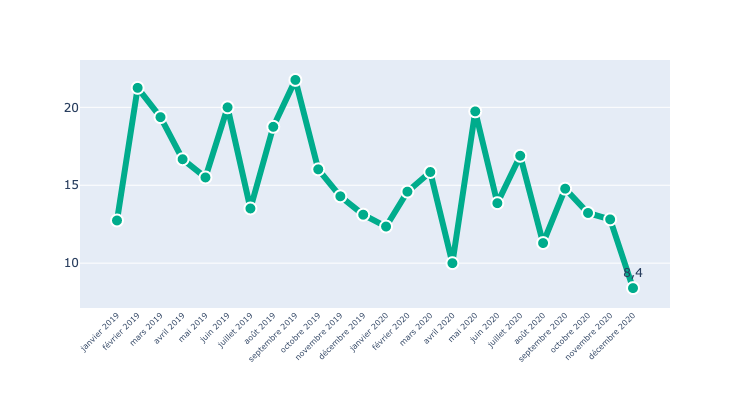 20
15
10
8,4
janvier 2019
février 2019
mars 2019
avril 2019
mai 2019
juin 2019
juillet 2019
août 2019
septembre 2019
octobre 2019
novembre 2019
décembre 2019
janvier 2020
février 2020
mars 2020
avril 2020
mai 2020
juin 2020
juillet 2020
août 2020
septembre 2020
octobre 2020
novembre 2020
décembre 2020